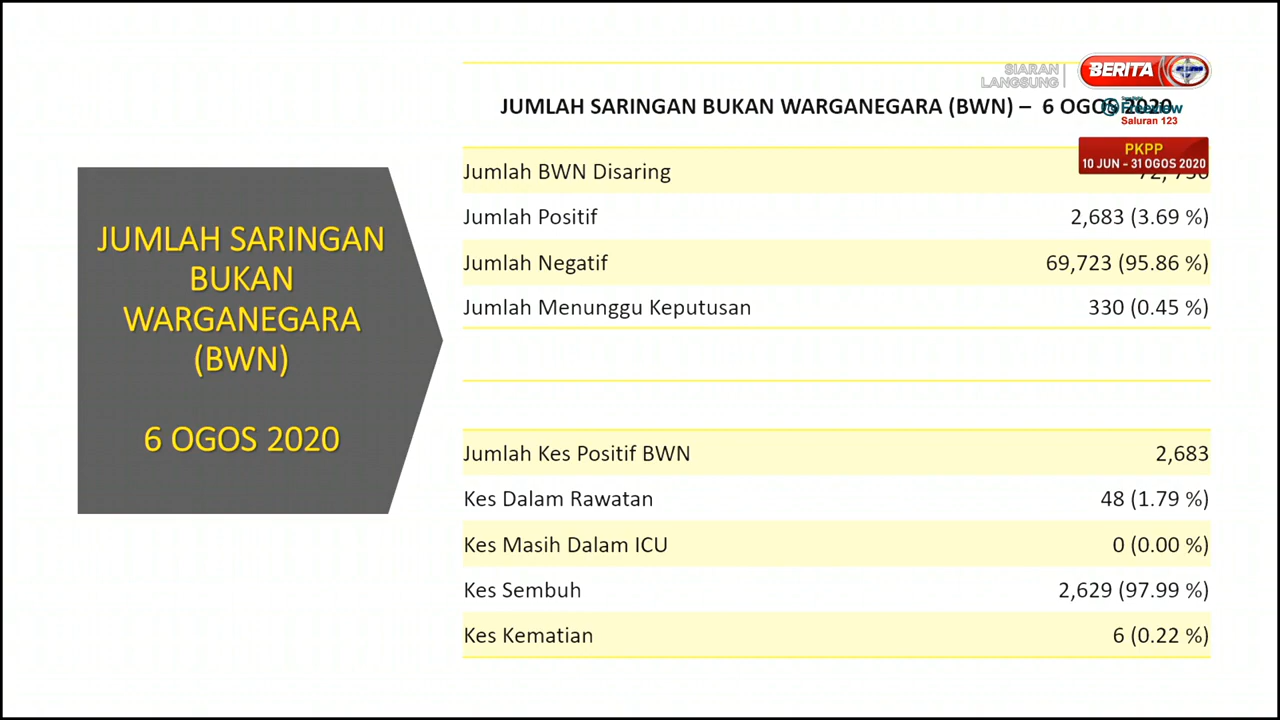 SIARAN
LANGSUNG
BERITA
JUMLAH SARINGAN BUKAN WARGANEGARA (BWN) – 6 OGOS 2020
Freeview
Saluran 123
PKPP
10 JUN - 31 OGOS 2020
JUMLAH SARINGAN
BUKAN
WARGANEGARA
(BWN)
6 OGOS 2020
Jumlah BWN Disaring
Jumlah Positif 2,683 (3.69 %)
Jumlah Negatif 69,723 (95.86 %)
Jumlah Menunggu Keputusan 330 (0.45 %)
Jumlah Kes Positif BWN 2,683
Kes Dalam Rawatan 48 (1.79 %)
Kes Masih Dalam ICU 0 (0.00 %)
Kes Sembuh 2,629 (97.99 %)
Kes Kematian 6 (0.22 %)